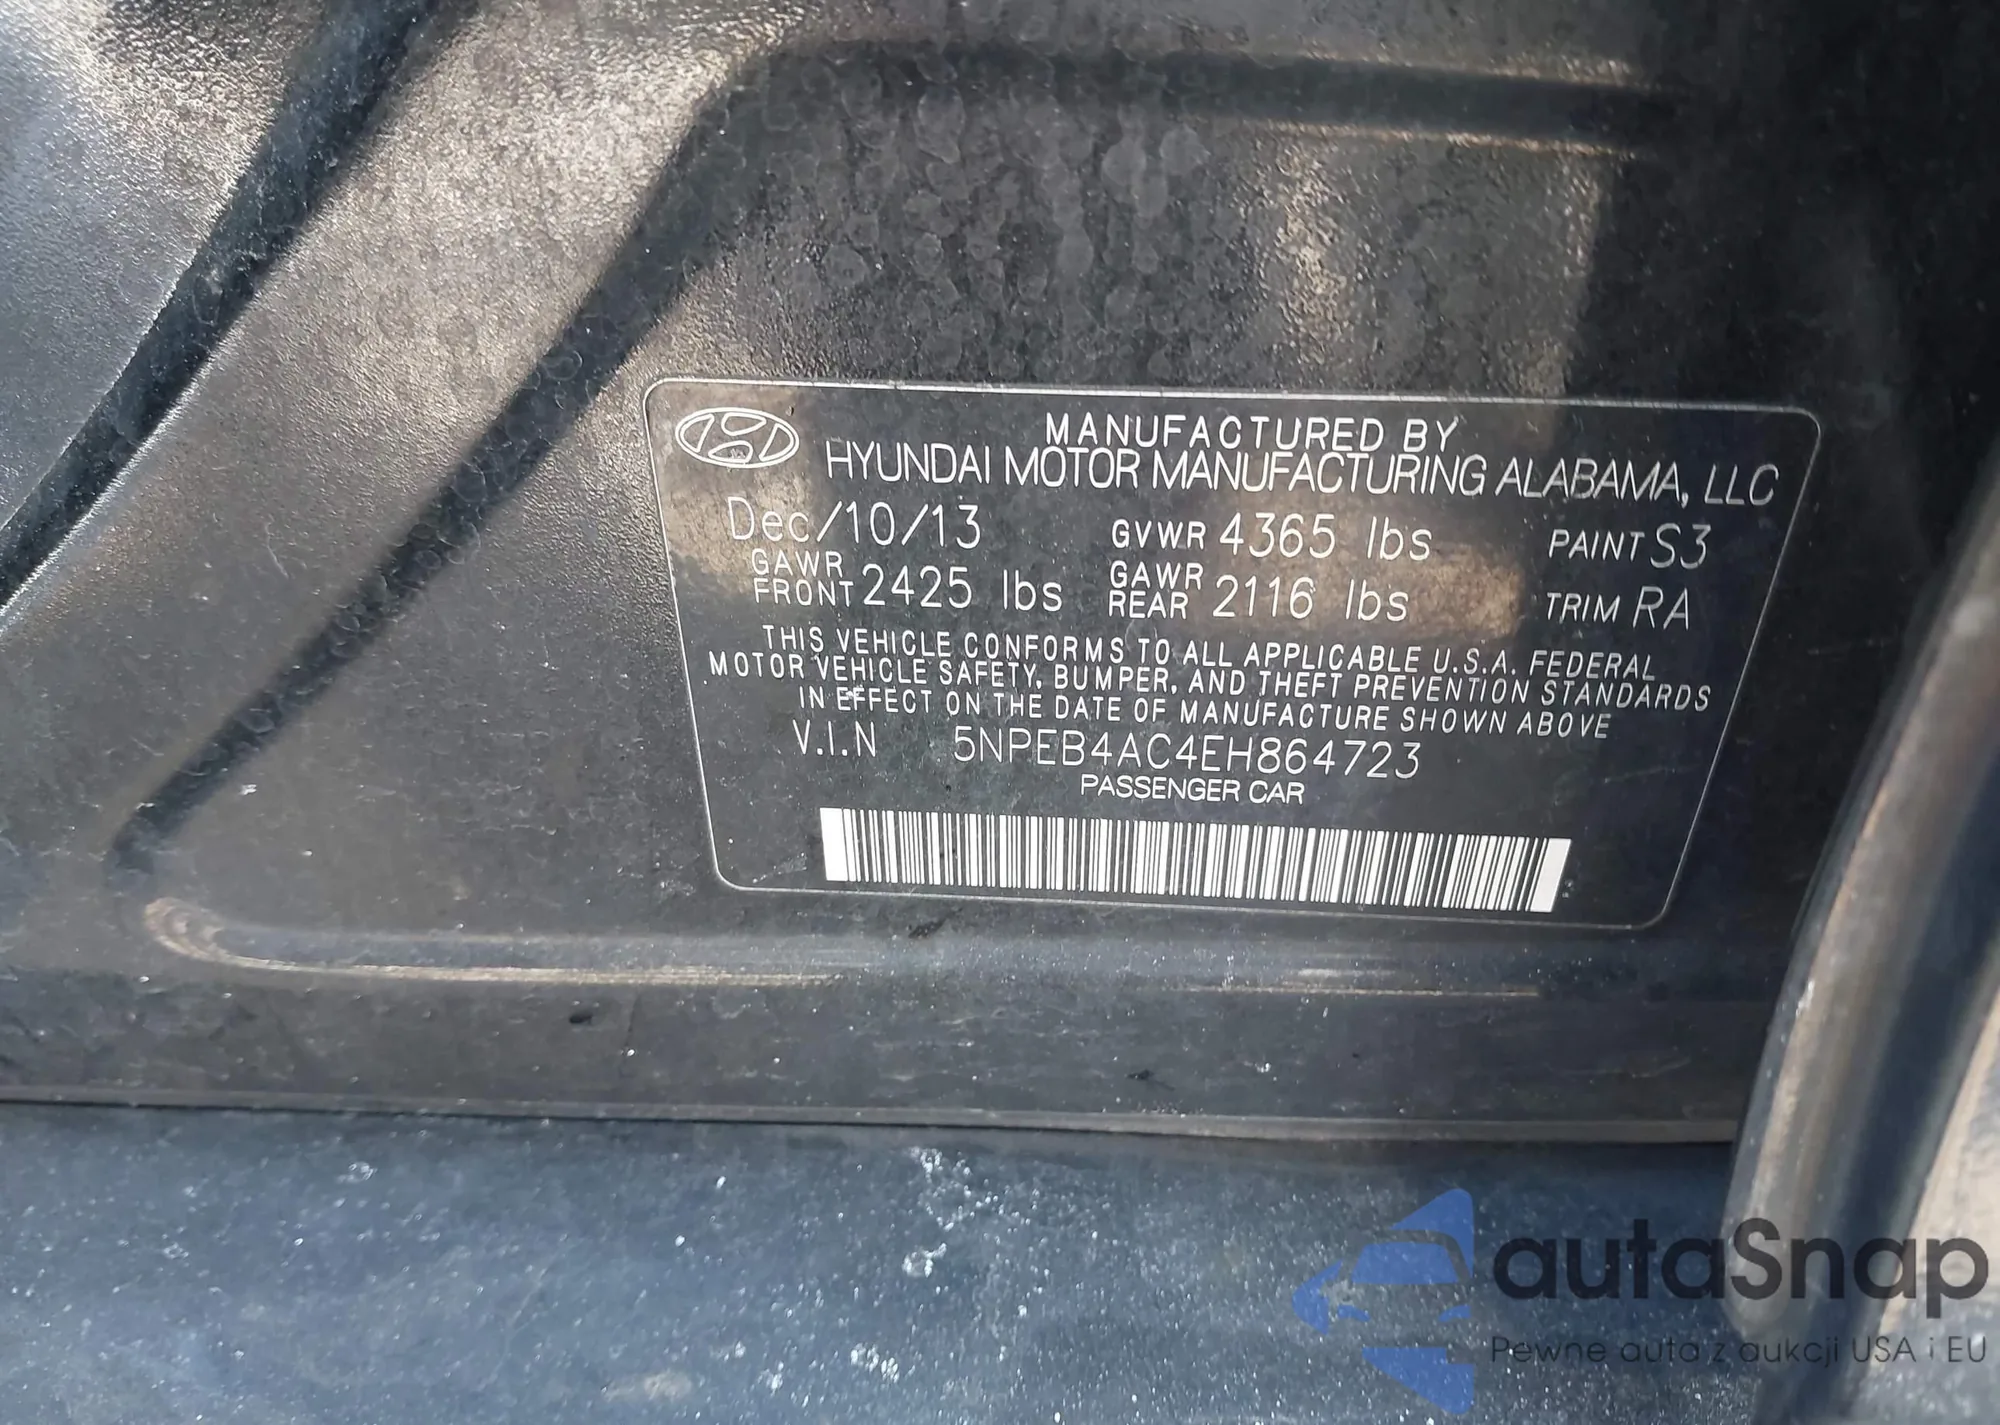 MANUFACTURED BY
HYUNDAI MOTOR MANUFACTURING ALABAMA, LLC
Dec/10/13 GVWR 4365 lbs PAINT S3
GAWR FRONT 2425 lbs GAWR REAR 2116 lbs TRIM RA
THIS VEHICLE CONFORMS TO ALL APPLICABLE U.S.A. FEDERAL
MOTOR VEHICLE SAFETY, BUMPER, AND THEFT PREVENTION STANDARDS
IN EFFECT ON THE DATE OF MANUFACTURE SHOWN ABOVE
V.I.N 5NPEB4AC4EH864723
PASSENGER CAR
autaSnap
Pewne auta z aukcji USA i EU